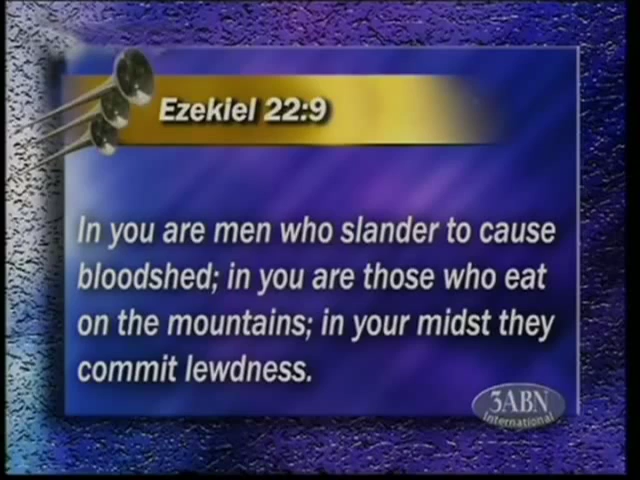 Ezekiel 22:9
In you are men who slander to cause
bloodshed; in you are those who eat
on the mountains; in your midst they
commit lewdness.
3ABN
International